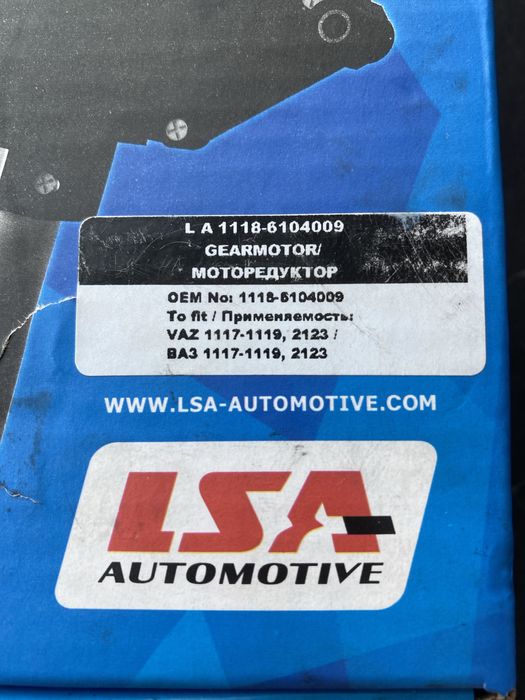 L A 1118-6104009
GEARMOTOR/
МОТОРЕДУКТОР
OEM No: 1118-6104009
To fit / Применяемость:
VAZ 1117-1119, 2123 /
ВАЗ 1117-1119, 2123
WWW.LSA-AUTOMOTIVE.COM
LSA
AUTOMOTIVE